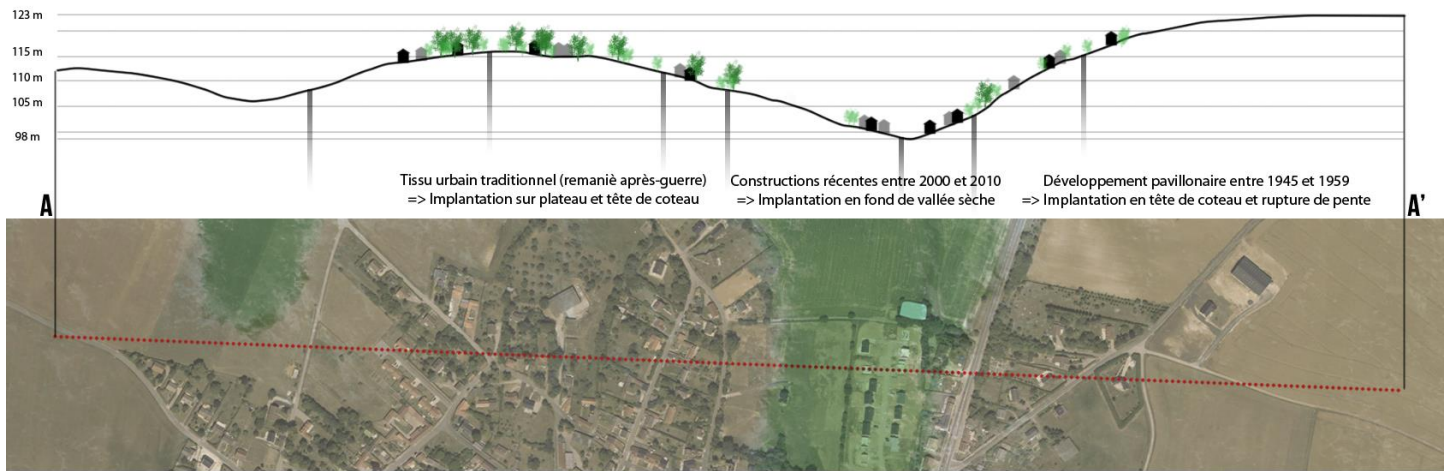 123 m
115 m
110 m
105 m
98 m
Tissu urbain traditionnel (remaniè après-guerre)
=> Implantation sur plateau et tête de coteau
Constructions récentes entre 2000 et 2010
=> Implantation en fond de vallée sèche
Développement pavillonaire entre 1945 et 1959
=> Implantation en tête de coteau et rupture de pente
A
A'